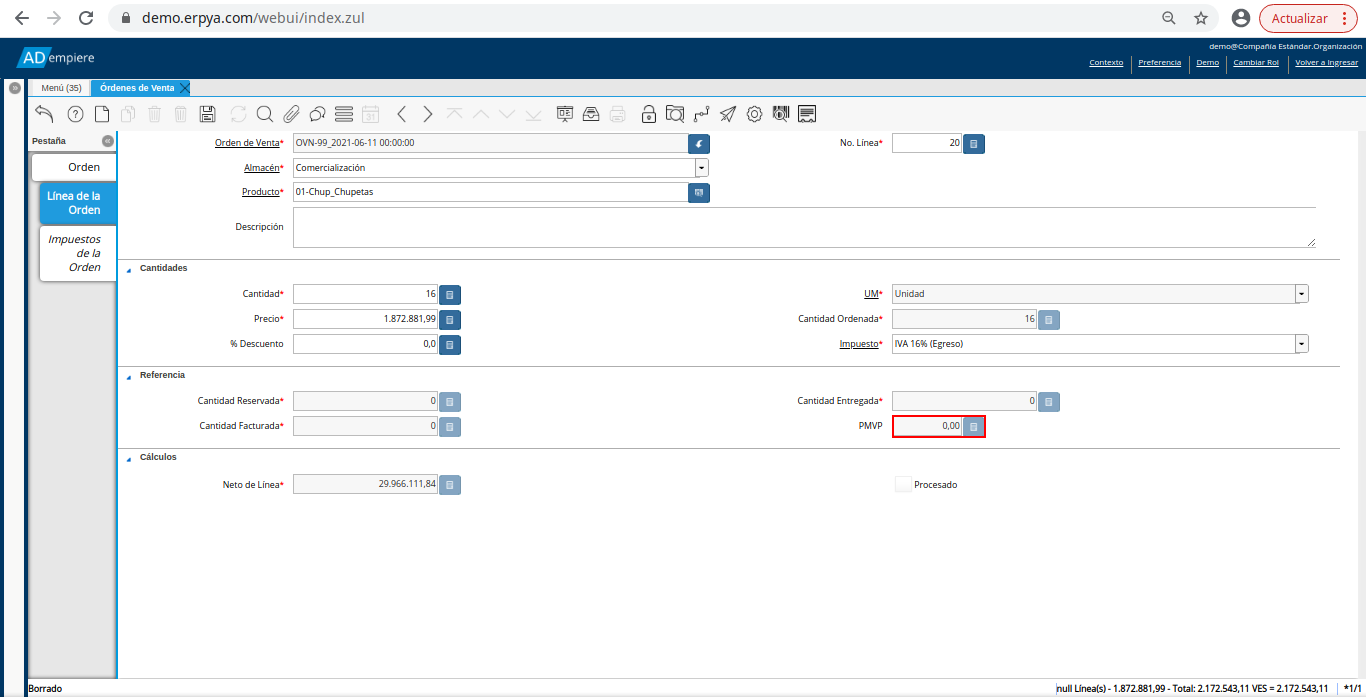 demo.erpya.com/webui/index.zul
Actualizar
demo@Compañía Estándar.Organización
ADempiere
Contexto Preferencia Demo Cambiar Rol Volver a Ingresar
Menú (35) Órdenes de Venta
31
Pestaña
Orden
Línea de la
Orden
Impuestos
de la
Orden
Orden de Venta* OVN-99_2021-06-11 00:00:00 No. Línea* 20
Almacén* Comercialización
Producto* 01-Chup_Chupetas
Descripción
Cantidades
Cantidad* 16 UM* Unidad
Precio* 1.872.881,99 Cantidad Ordenada* 16
% Descuento 0,0 Impuesto* IVA 16% (Egreso)
Referencia
Cantidad Reservada* 0 Cantidad Entregada* 0
Cantidad Facturada* 0 PMVP 0,00
Cálculos
Neto de Línea* 29.966.111,84 Procesado
Borrado null Línea(s) - 1.872.881,99 - Total: 2.172.543,11 VES = 2.172.543,11 *1/1